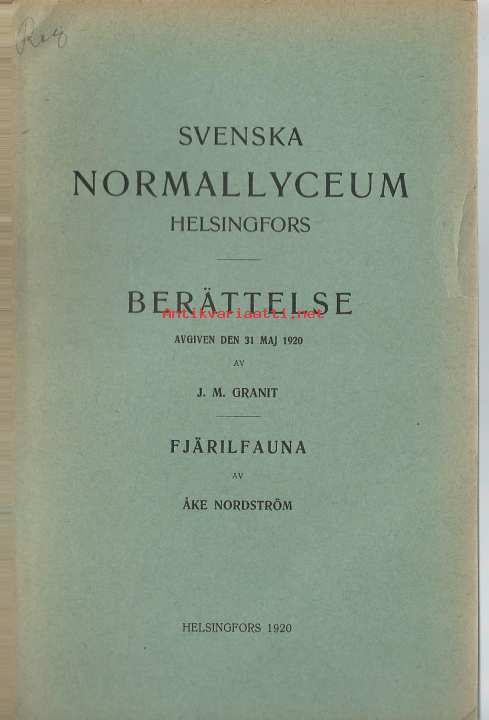 SVENSKA
NORMALLYCEUM
HELSINGFORS
BERÄTTELSE
Antikvariaatti.net
AVGIVEN DEN 31 MAJ 1920
AV
J. M. GRANIT
FJÄRILFAUNA
AV
ÅKE NORDSTRÖM
HELSINGFORS 1920